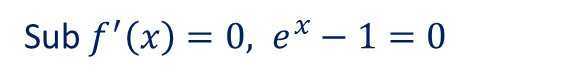 Sub f′(x) = 0, eˣ − 1 = 0